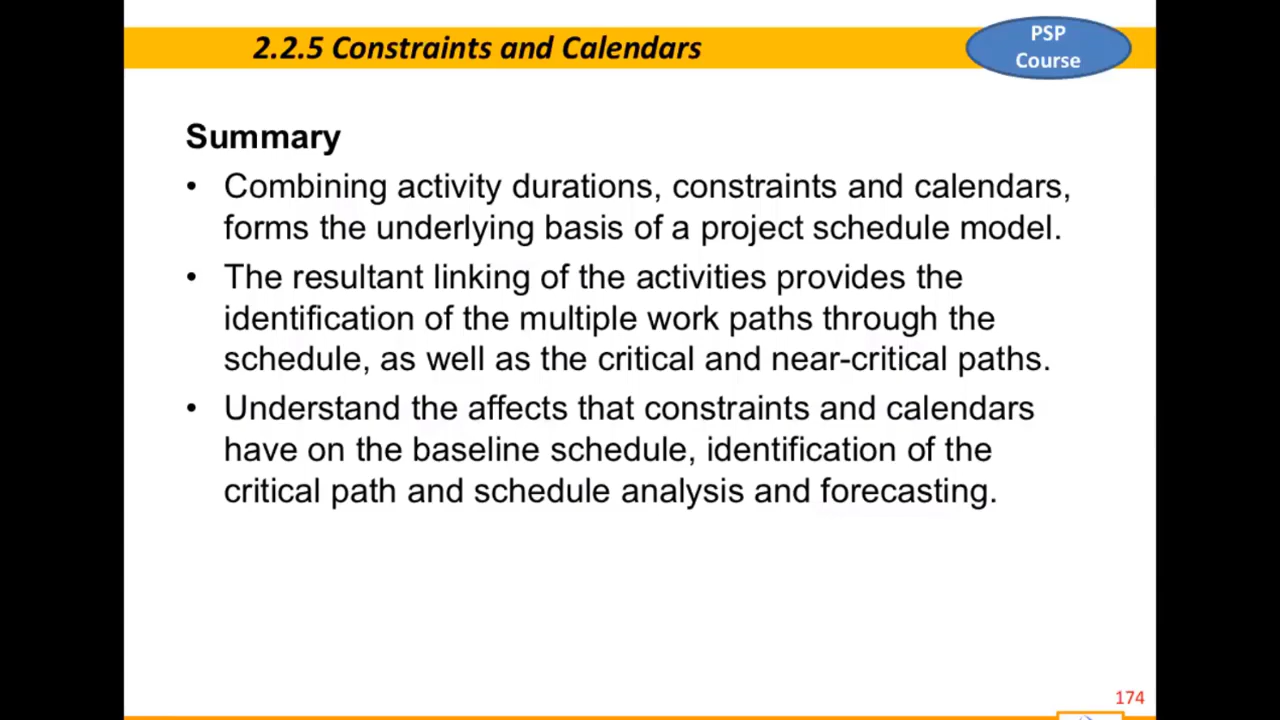 2.2.5 Constraints and Calendars
PSP
Course
Summary
• Combining activity durations, constraints and calendars,
forms the underlying basis of a project schedule model.
• The resultant linking of the activities provides the
identification of the multiple work paths through the
schedule, as well as the critical and near-critical paths.
• Understand the affects that constraints and calendars
have on the baseline schedule, identification of the
critical path and schedule analysis and forecasting.
174